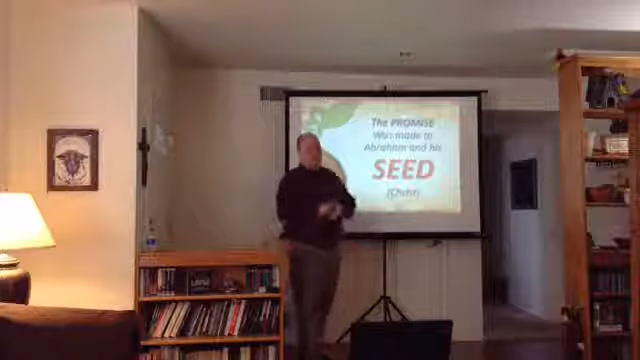 The PROMISE
Was made to
Abraham and his
SEED
(Christ)